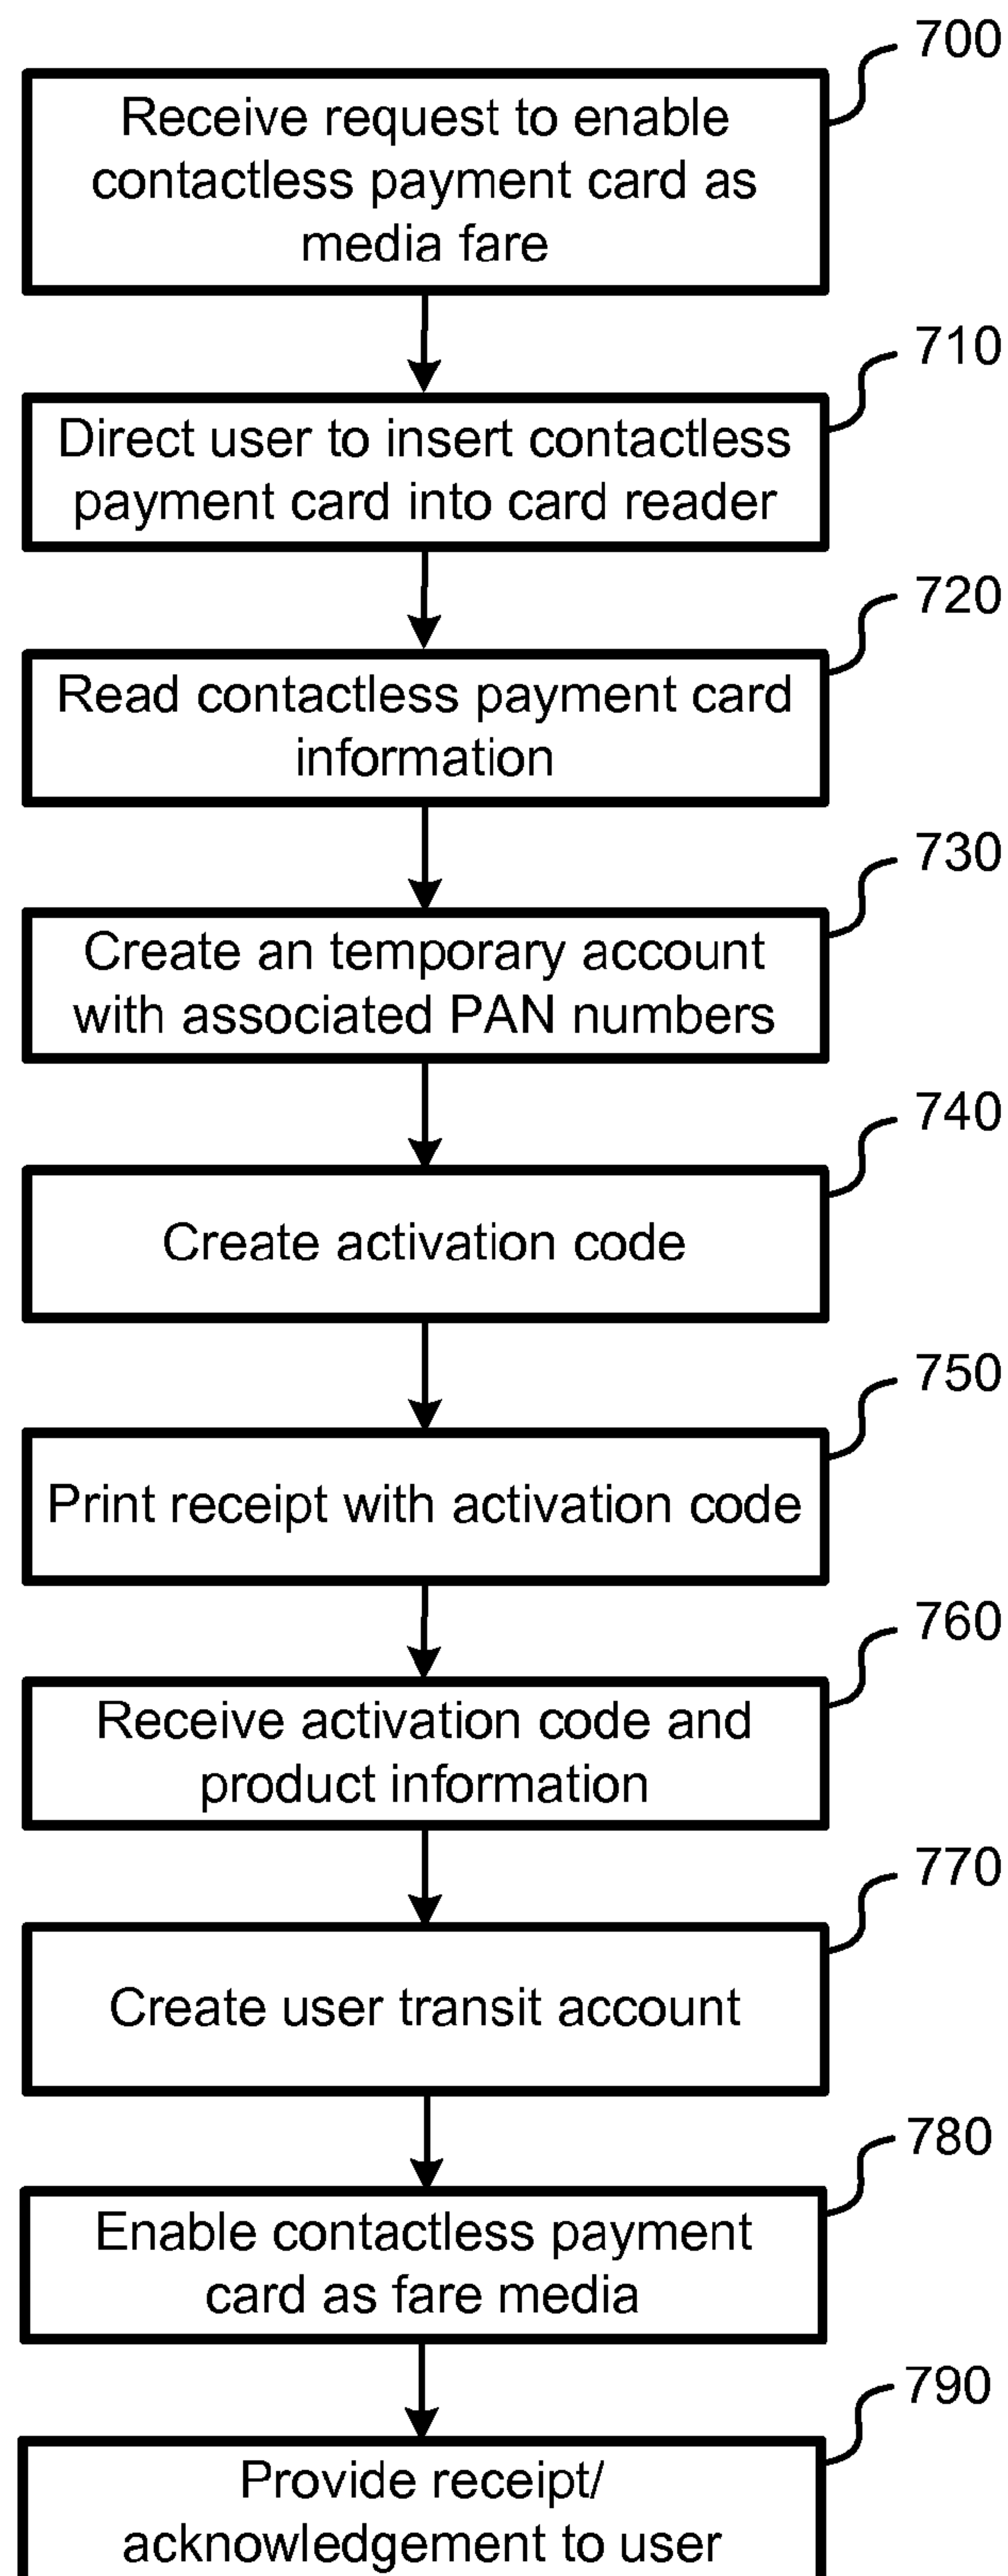 700
Receive request to enable
contactless payment card as
media fare
710
Direct user to insert contactless
payment card into card reader
720
Read contactless payment card
information
730
Create an temporary account
with associated PAN numbers
740
Create activation code
750
Print receipt with activation code
760
Receive activation code and
product information
770
Create user transit account
780
Enable contactless payment
card as fare media
790
Provide receipt/
acknowledgement to user